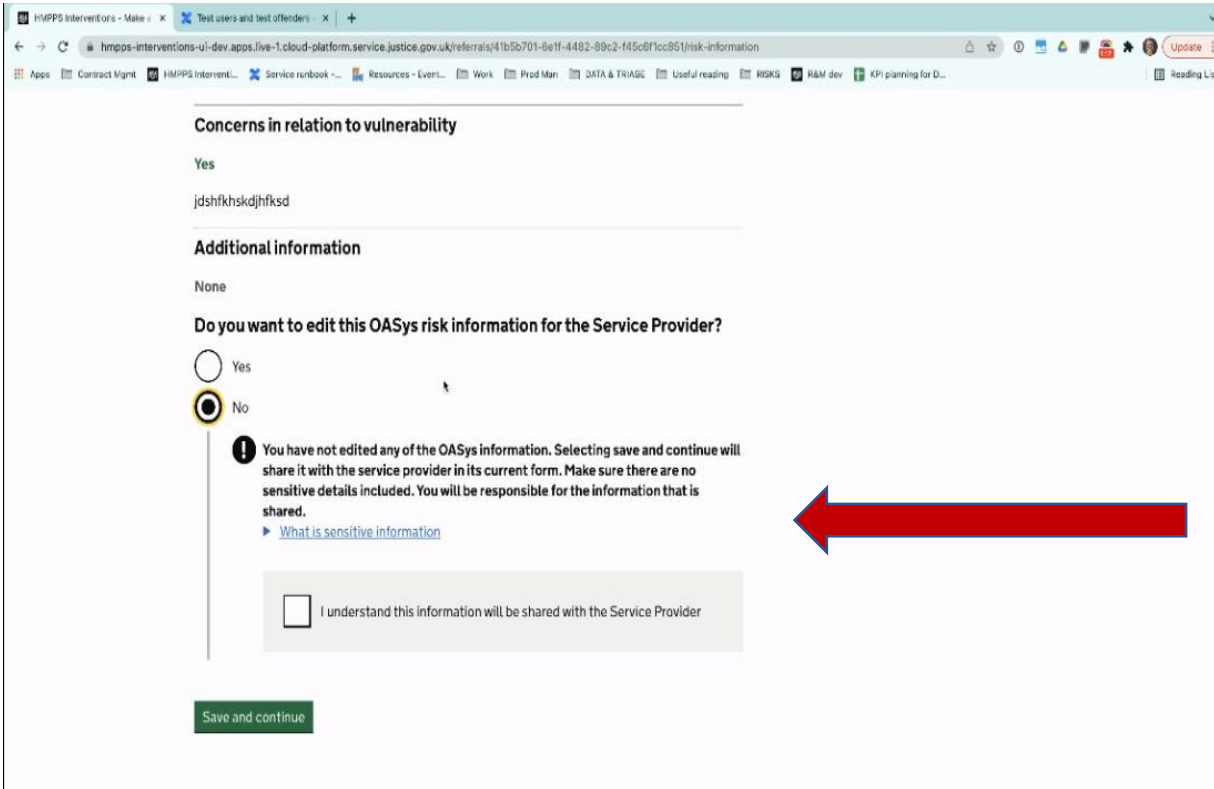 HMPPS Interventions - Make a
Test users and test offenders -
Update
hmpps-interventions-ui-dev.apps.live-1.cloud-platform.service.justice.gov.uk/referrals/41b5b701-6e1f-4482-89c2-f45c6f1cc851/risk-information
Apps Contract Mgmt HMPPS Interventi... Service runbook -... Resources - Event... Work Prod Man DATA & TRIAGE Useful reading RISKS R&M dev KPI planning for D... Reading Lis
Concerns in relation to vulnerability
Yes
jdshfkhskdjhfksd
Additional information
None
Do you want to edit this OASys risk information for the Service Provider?
Yes
No
You have not edited any of the OASys information. Selecting save and continue will
share it with the service provider in its current form. Make sure there are no
sensitive details included. You will be responsible for the information that is
shared.
What is sensitive information
I understand this information will be shared with the Service Provider
Save and continue